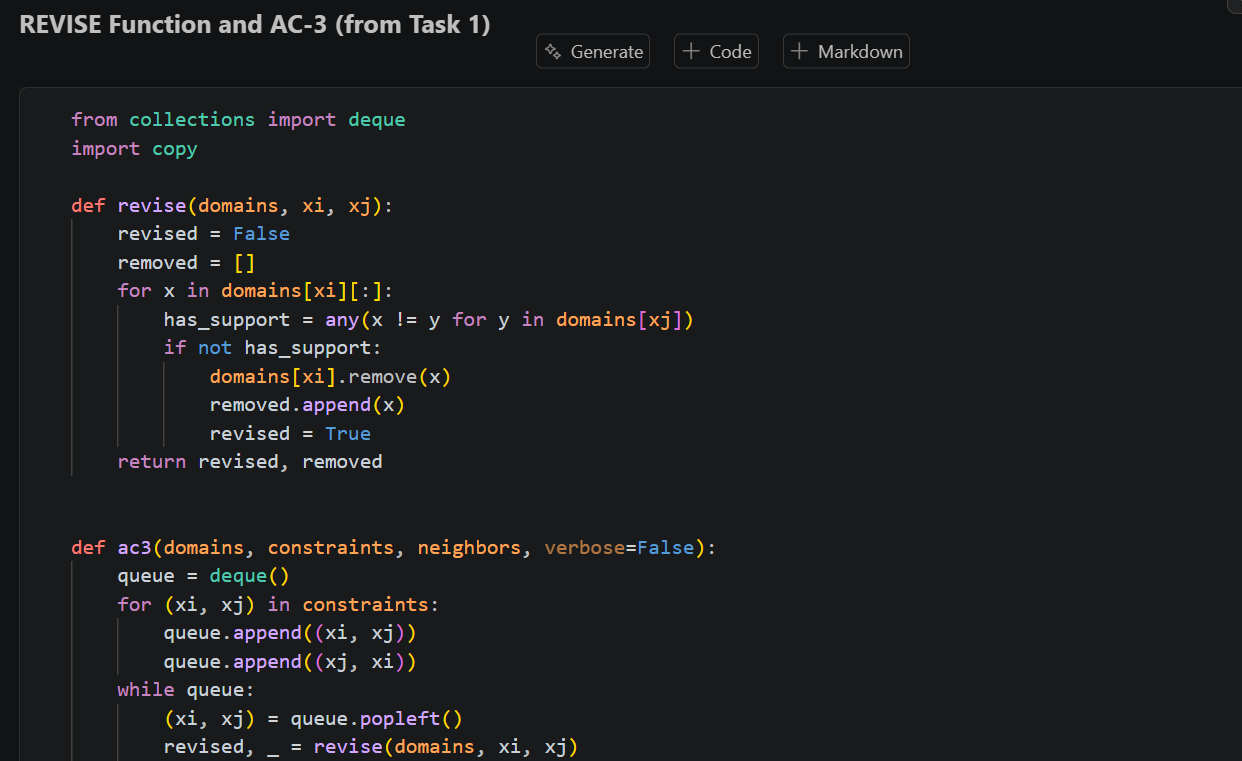 REVISE Function and AC-3 (from Task 1)
Generate
Code
Markdown
from collections import deque
import copy
def revise(domains, xi, xj):
    revised = False
    removed = []
    for x in domains[xi][:]:
        has_support = any(x != y for y in domains[xj])
        if not has_support:
            domains[xi].remove(x)
            removed.append(x)
            revised = True
    return revised, removed
def ac3(domains, constraints, neighbors, verbose=False):
    queue = deque()
    for (xi, xj) in constraints:
        queue.append((xi, xj))
        queue.append((xj, xi))
    while queue:
        (xi, xj) = queue.popleft()
        revised, _ = revise(domains, xi, xj)